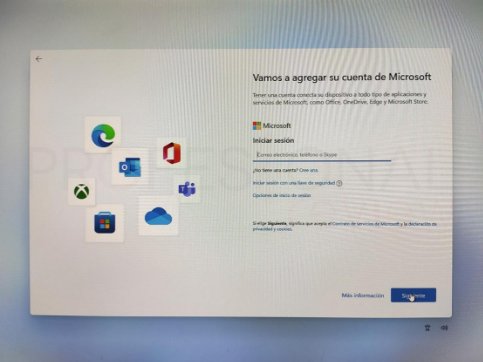 Vamos a agregar su cuenta de Microsoft
Tener una cuenta conecta su dispositivo a todo tipo de aplicaciones y
servicios de Microsoft, como Office, OneDrive, Edge y Microsoft Store.
Microsoft
Iniciar sesión
Correo electrónico, teléfono o Skype
¿No tiene una cuenta? Cree una.
Iniciar sesión con una llave de seguridad
Opciones de inicio de sesión
Si elige Siguiente, significa que acepta el Contrato de servicios de Microsoft y la declaración de
privacidad y cookies.
Más información
Siguiente